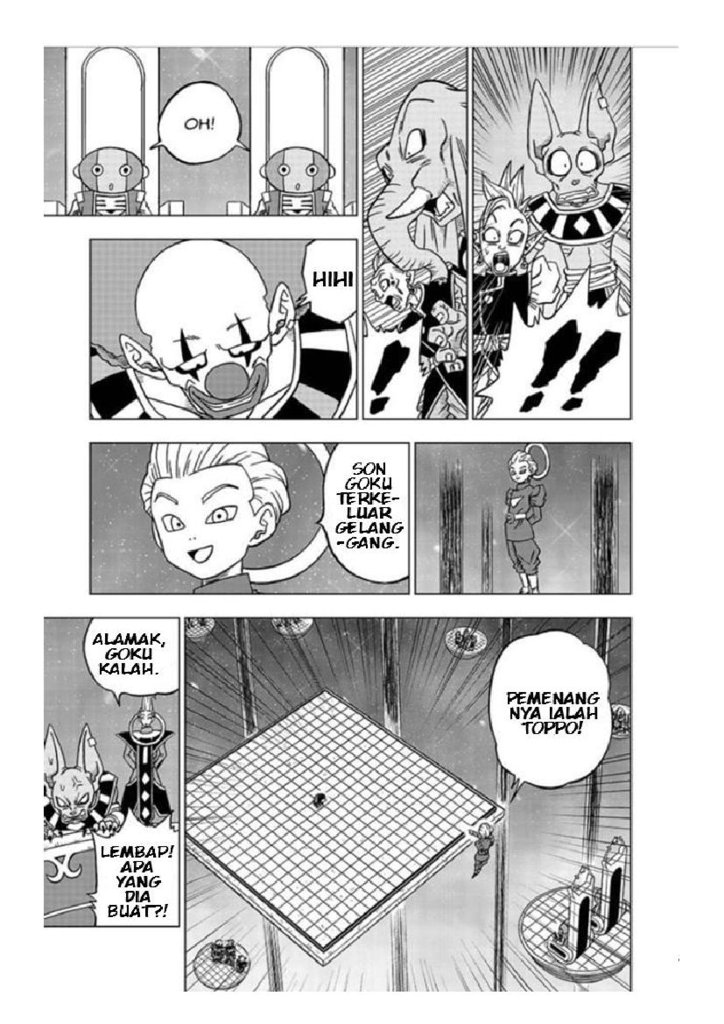 OH!
HIHI
SON
GOKU
TERKE-
LUAR
GELANG
-GANG.
PEMENANG
NYA IALAH
TOPPO!
ALAMAK,
GOKU
KALAH.
LEMBAP!
APA
YANG
DIA
BUAT?!